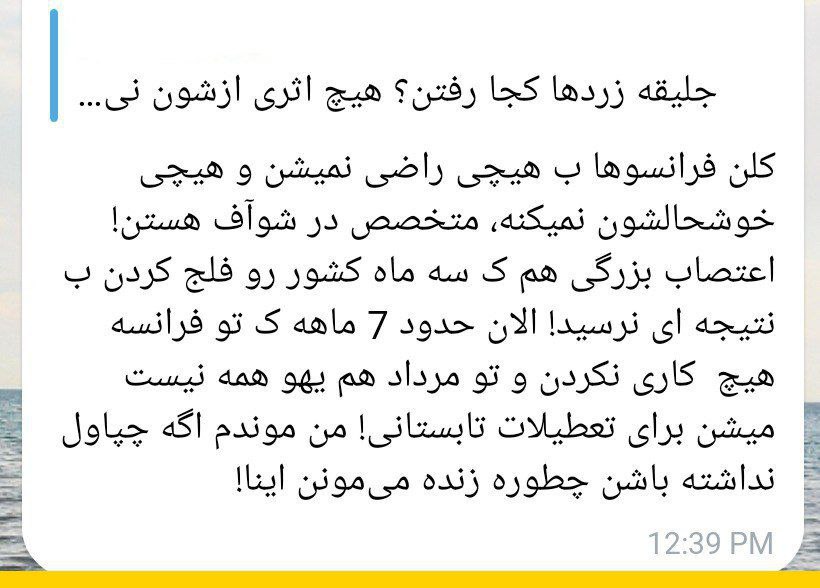 جلیقه زردها کجا رفتن؟ هیچ اثری ازشون نی...
کلن فرانسوها ب هیچی راضی نمیشن و هیچی
خوشحالشون نمیکنه، متخصص در شوآف هستن!
اعتصاب بزرگی هم ک سه ماه کشور رو فلج کردن ب
نتیجه ای نرسید! الان حدود 7 ماهه ک تو فرانسه
هیچ کاری نکردن و تو مرداد هم یهو همه نیست
میشن برای تعطیلات تابستانی! من موندم اگه چپاول
نداشته باشن چطوره زنده می‌مونن اینا!
12:39 PM